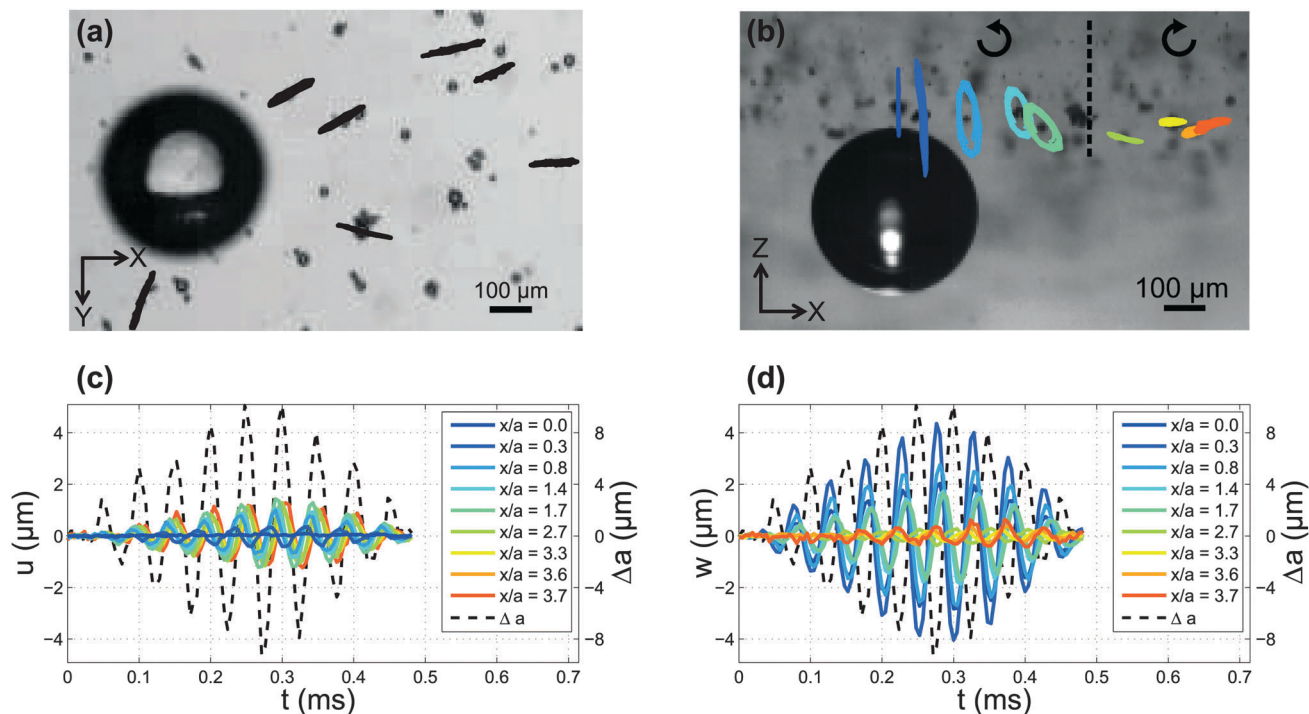 (a)
X
Y
100 µm
(b)
Z
X
100 µm
(c)
u (µm)
4
2
0
−2
−4
0
0.1
0.2
0.3
0.4
0.5
0.6
0.7
t (ms)
x/a = 0.0
x/a = 0.3
x/a = 0.8
x/a = 1.4
x/a = 1.7
x/a = 2.7
x/a = 3.3
x/a = 3.6
x/a = 3.7
Δ a
8
4
0
−4
−8
Δa (µm)
(d)
w (µm)
4
2
0
−2
−4
0
0.1
0.2
0.3
0.4
0.5
0.6
0.7
t (ms)
x/a = 0.0
x/a = 0.3
x/a = 0.8
x/a = 1.4
x/a = 1.7
x/a = 2.7
x/a = 3.3
x/a = 3.6
x/a = 3.7
Δ a
8
4
0
−4
−8
Δa (µm)